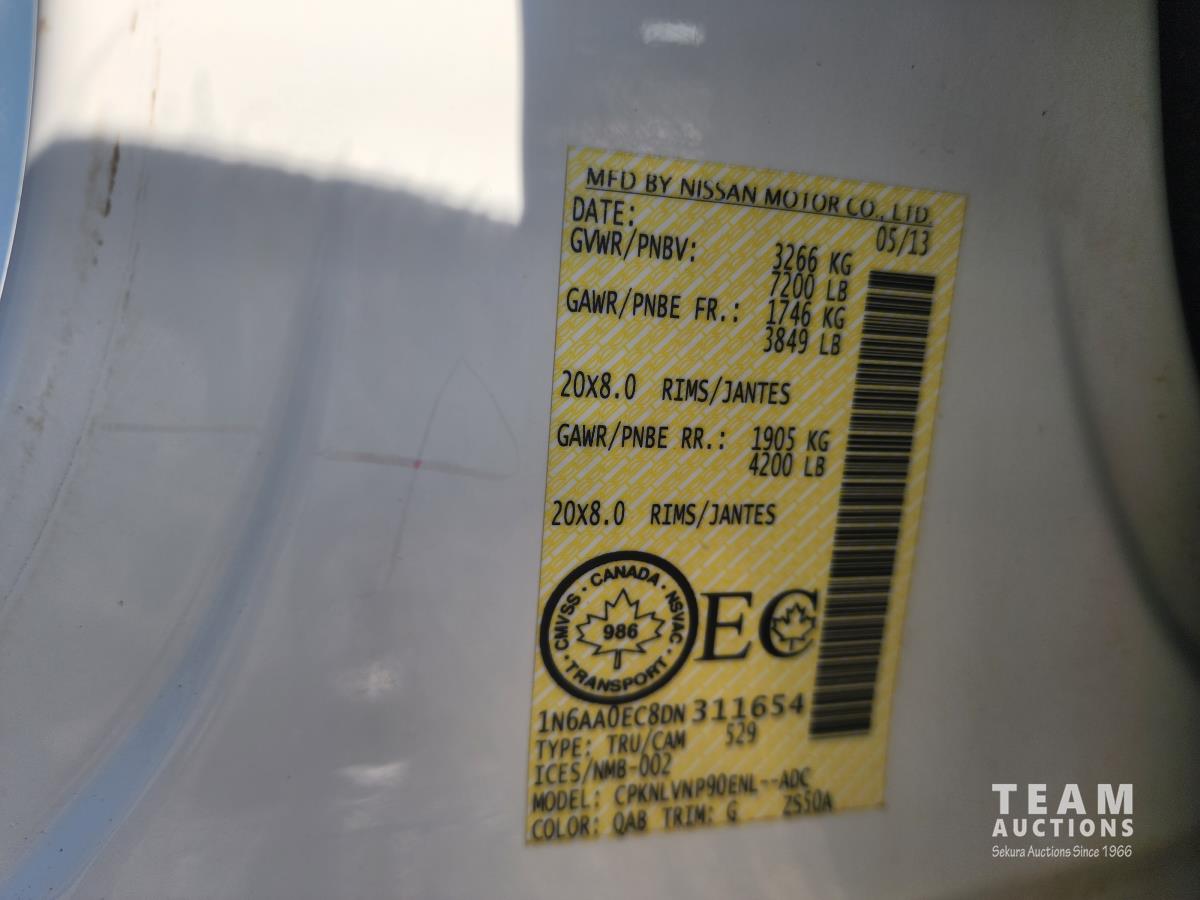 MFD BY NISSAN MOTOR CO., LTD.
DATE: 05/13
GVWR/PNBV: 3266 KG
7200 LB
GAWR/PNBE FR.: 1746 KG
3849 LB
20X8.0 RIMS/JANTES
GAWR/PNBE RR.: 1905 KG
4200 LB
20X8.0 RIMS/JANTES
· CANADA · NSVAC · TRANSPORT · CMVSS
986
EC
1N6AA0EC8DN311654
TYPE: TRU/CAM 529
ICES/NMB-002
MODEL: CPKNLVNP90ENL--ADC
COLOR: QAB TRIM: G ZS50A
TEAM
AUCTIONS
Sekura Auctions Since 1966